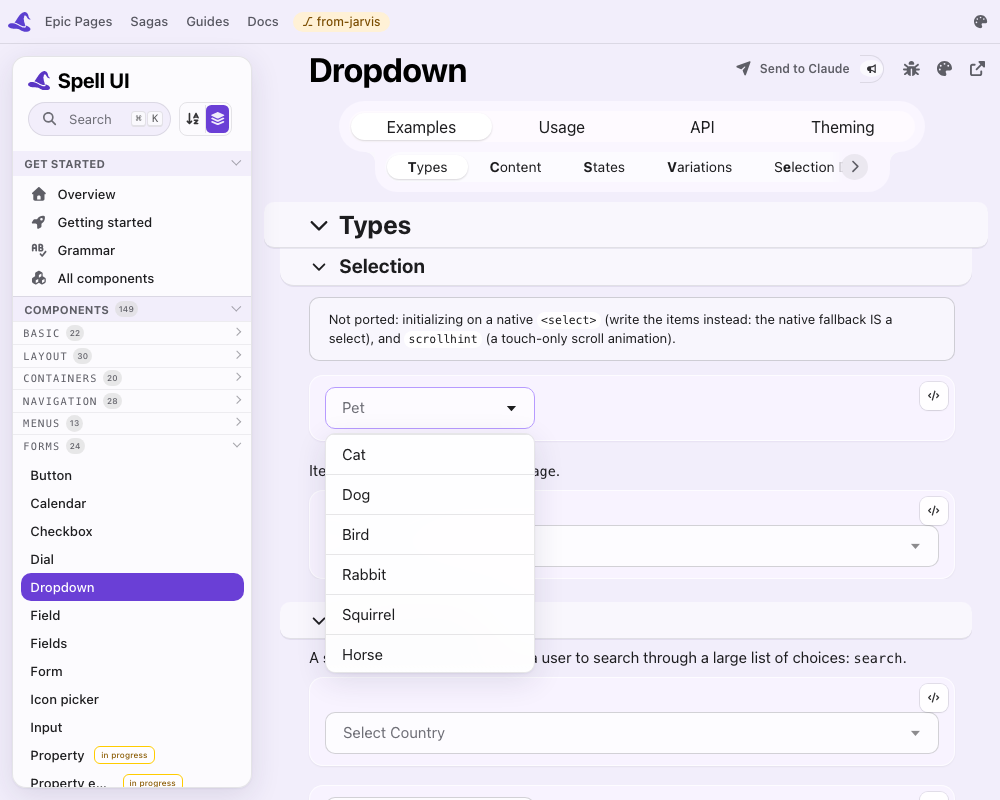 Epic Pages Sagas Guides Docs from-jarvis
Spell UI
Search ⌘ K
GET STARTED
Overview
Getting started
Grammar
All components
COMPONENTS 149
BASIC 22
LAYOUT 30
CONTAINERS 20
NAVIGATION 28
MENUS 13
FORMS 24
Button
Calendar
Checkbox
Dial
Dropdown
Field
Fields
Form
Icon picker
Input
Property in progress
Property e... in progress
Dropdown
Send to Claude
Examples Usage API Theming
Types Content States Variations Selection
Types
Selection
Not ported: initializing on a native <select> (write the items instead: the native fallback IS a
select), and scrollhint (a touch-only scroll animation).
</>
Pet
Cat
Dog
Bird
Rabbit
Squirrel
Horse
</>
A user to search through a large list of choices: search.
</>
Select Country